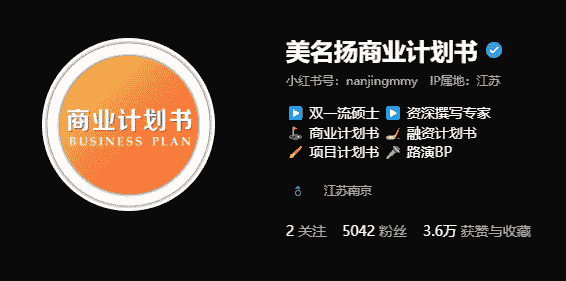 商业计划书
BUSINESS PLAN
美名扬商业计划书
小红书号：nanjingmmy IP属地：江苏
双一流硕士 资深撰写专家
商业计划书 融资计划书
项目计划书 路演BP
江苏南京
2 关注 5042 粉丝 3.6万 获赞与收藏